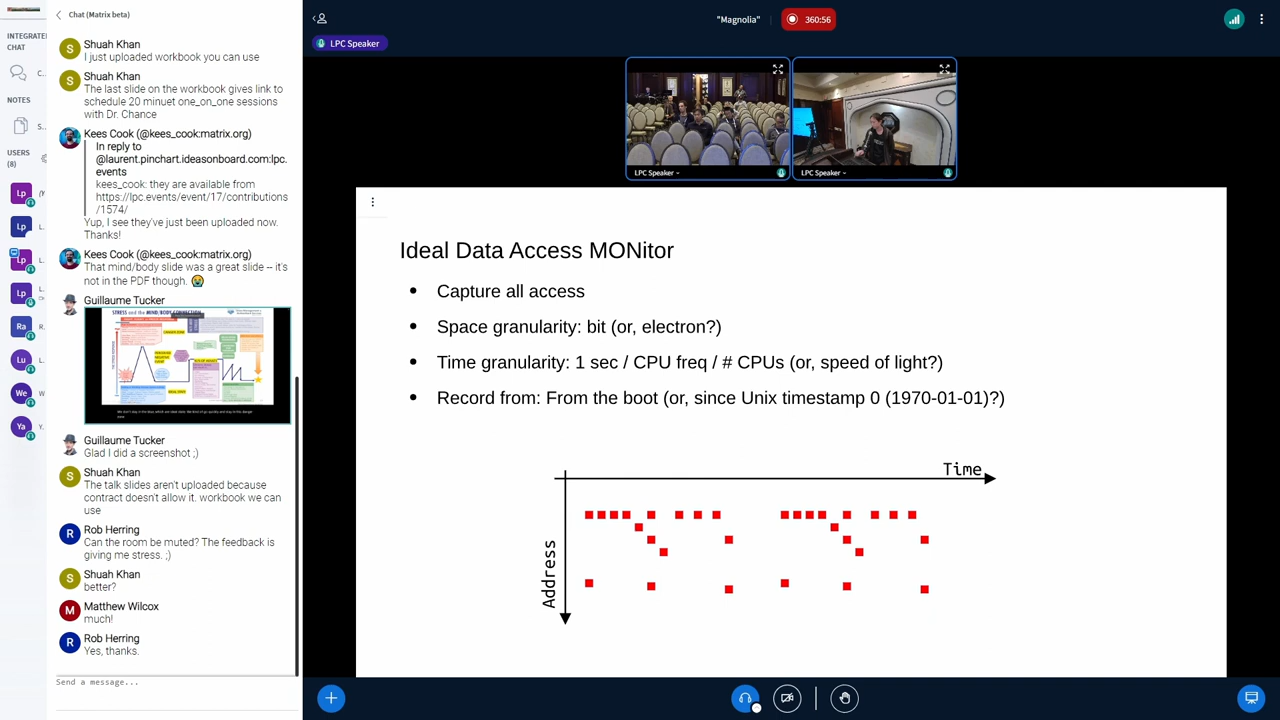 Chat (Matrix beta)
INTEGRATE
CHAT
C..
NOTES
S...
USERS
(8)
Lp
Lp
Lp
Lp
Ra
R.
Lu
L.
We
Ya
Y.
S
Shuah Khan
I just uploaded workbook you can use
S
Shuah Khan
The last slide on the workbook gives link to
schedule 20 minuet one_on_one sessions
with Dr. Chance
Kees Cook (@kees_cook:matrix.org)
In reply to
@laurent.pinchart.ideasonboard.com:lpc.
events
kees_cook: they are available from
https://lpc.events/event/17/contributions
/1574/
Yup, I see they've just been uploaded now.
Thanks!
Kees Cook (@kees_cook:matrix.org)
That mind/body slide was a great slide -- it's
not in the PDF though. 😭
Guillaume Tucker
STRESS and the MIND/BODY CONNECTION
Guillaume Tucker
Glad I did a screenshot ;)
S
Shuah Khan
The talk slides aren't uploaded because
contract doesn't allow it. workbook we can
use
R
Rob Herring
Can the room be muted? The feedback is
giving me stress. ;)
S
Shuah Khan
better?
M
Matthew Wilcox
much!
R
Rob Herring
Yes, thanks.
Send a message...
"Magnolia"
360:56
LPC Speaker
LPC Speaker
LPC Speaker
Ideal Data Access MONitor
● Capture all access
● Space granularity: bit (or, electron?)
● Time granularity: 1 sec / CPU freq / # CPUs (or, speed of light?)
● Record from: From the boot (or, since Unix timestamp 0 (1970-01-01)?)
Time
Address